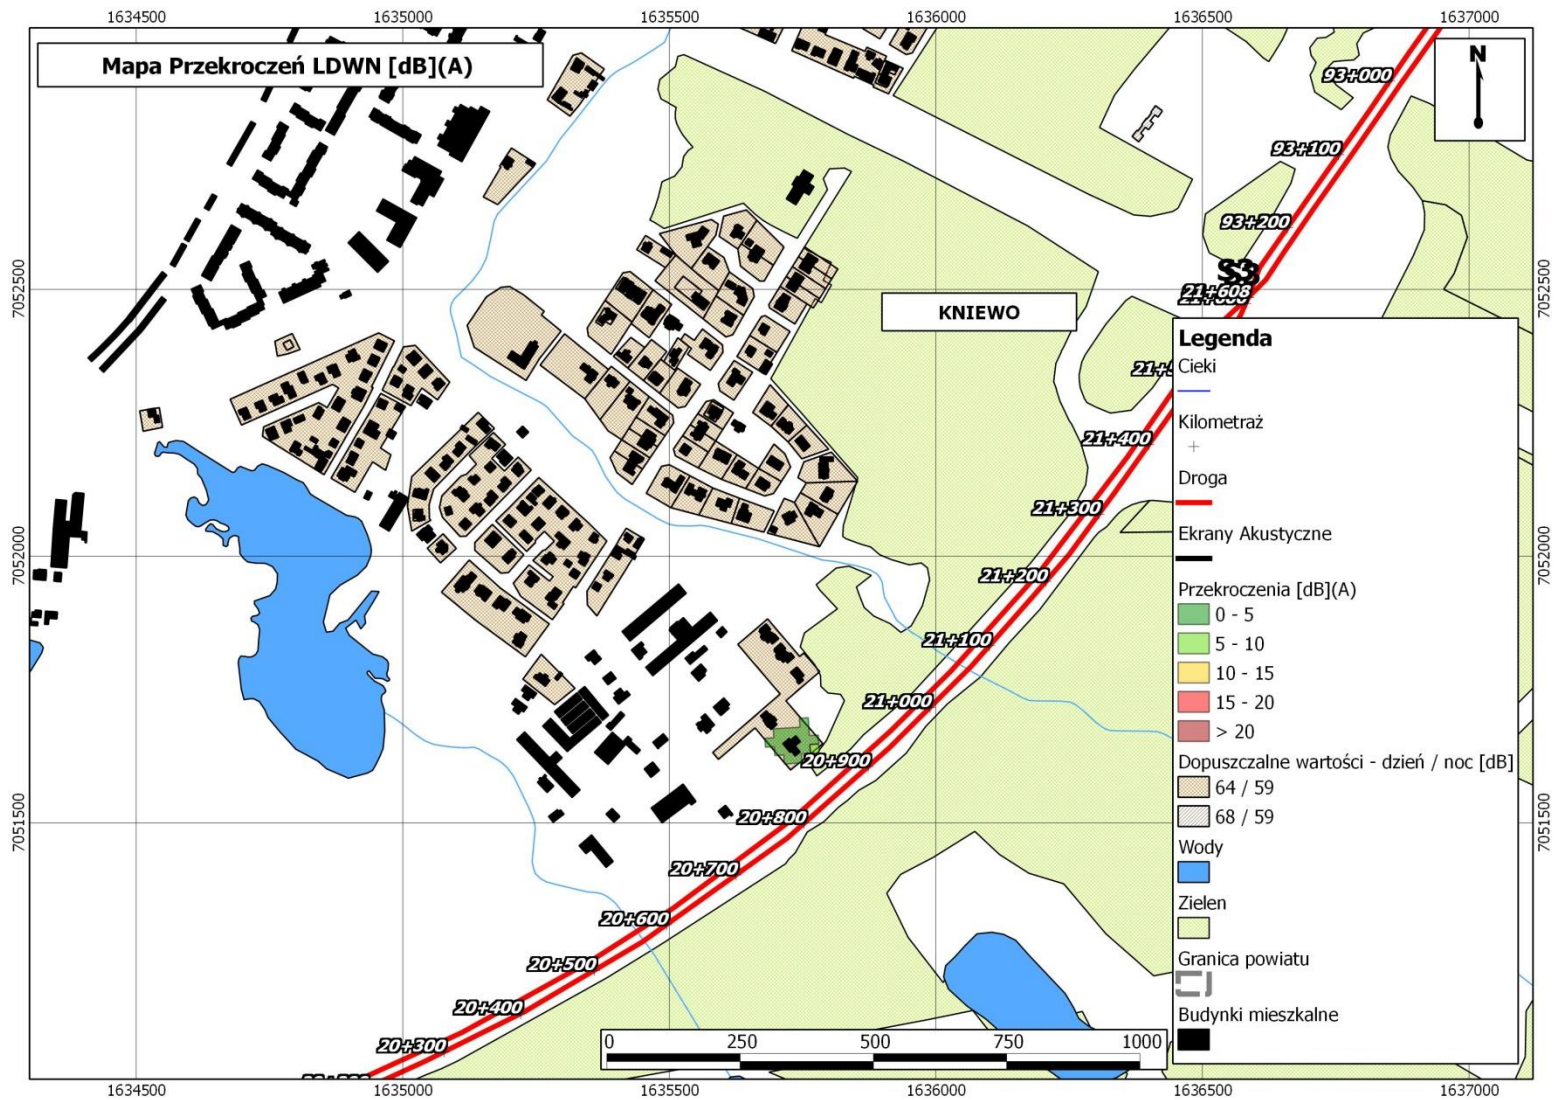 1634500 1635000 1635500 1636000 1636500 1637000
Mapa Przekroczeń LDWN [dB](A)
N
93+000
93+100
93+200
S3
7052500 7052500
21+608
KNIEWO
21+400
21+300
21+200
21+100
21+000
20+900
20+800
20+700
20+600
20+500
20+400
20+300
7052000 7052000
7051500 7051500
Legenda
Cieki
Kilometraż
Droga
Ekrany Akustyczne
Przekroczenia [dB](A)
0 - 5
5 - 10
10 - 15
15 - 20
> 20
Dopuszczalne wartości - dzień / noc [dB]
64 / 59
68 / 59
Wody
Zielen
Granica powiatu
Budynki mieszkalne
0 250 500 750 1000
1634500 1635000 1635500 1636000 1636500 1637000